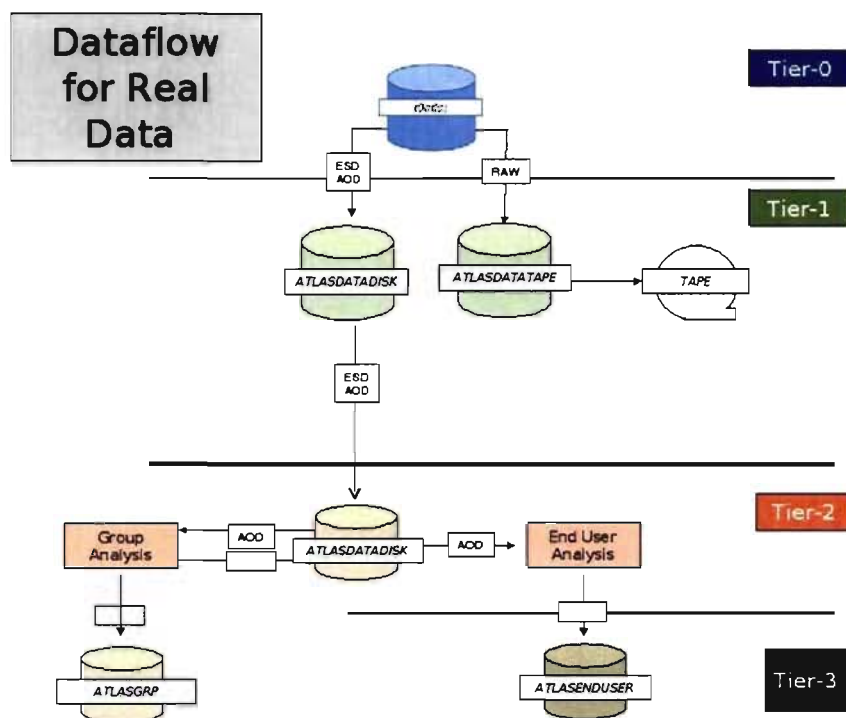 Dataflow
for Real
Data
Tier-0
ESD
AOD
RAW
Tier-1
ATLASDATADISK
ATLASDATATAPE
TAPE
ESD
AOD
Tier-2
Group
Analysis
AOD
ATLASDATADISK
AOD
End User
Analysis
ATLASGRP
ATLASENDUSER
Tier-3